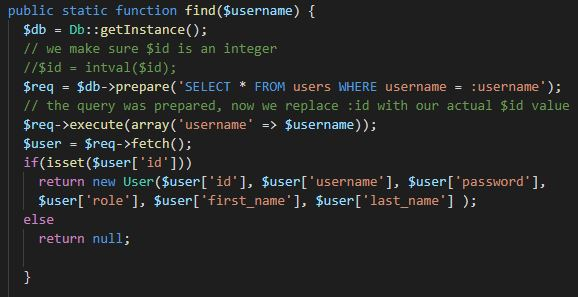 public static function find($username) {
$db = Db::getInstance();
// we make sure $id is an integer
//$id = intval($id);
$req = $db->prepare('SELECT * FROM users WHERE username = :username');
// the query was prepared, now we replace :id with our actual $id value
$req->execute(array('username' => $username));
$user = $req->fetch();
if(isset($user['id']))
return new User($user['id'], $user['username'], $user['password'],
$user['role'], $user['first_name'], $user['last_name'] );
else
return null;
}